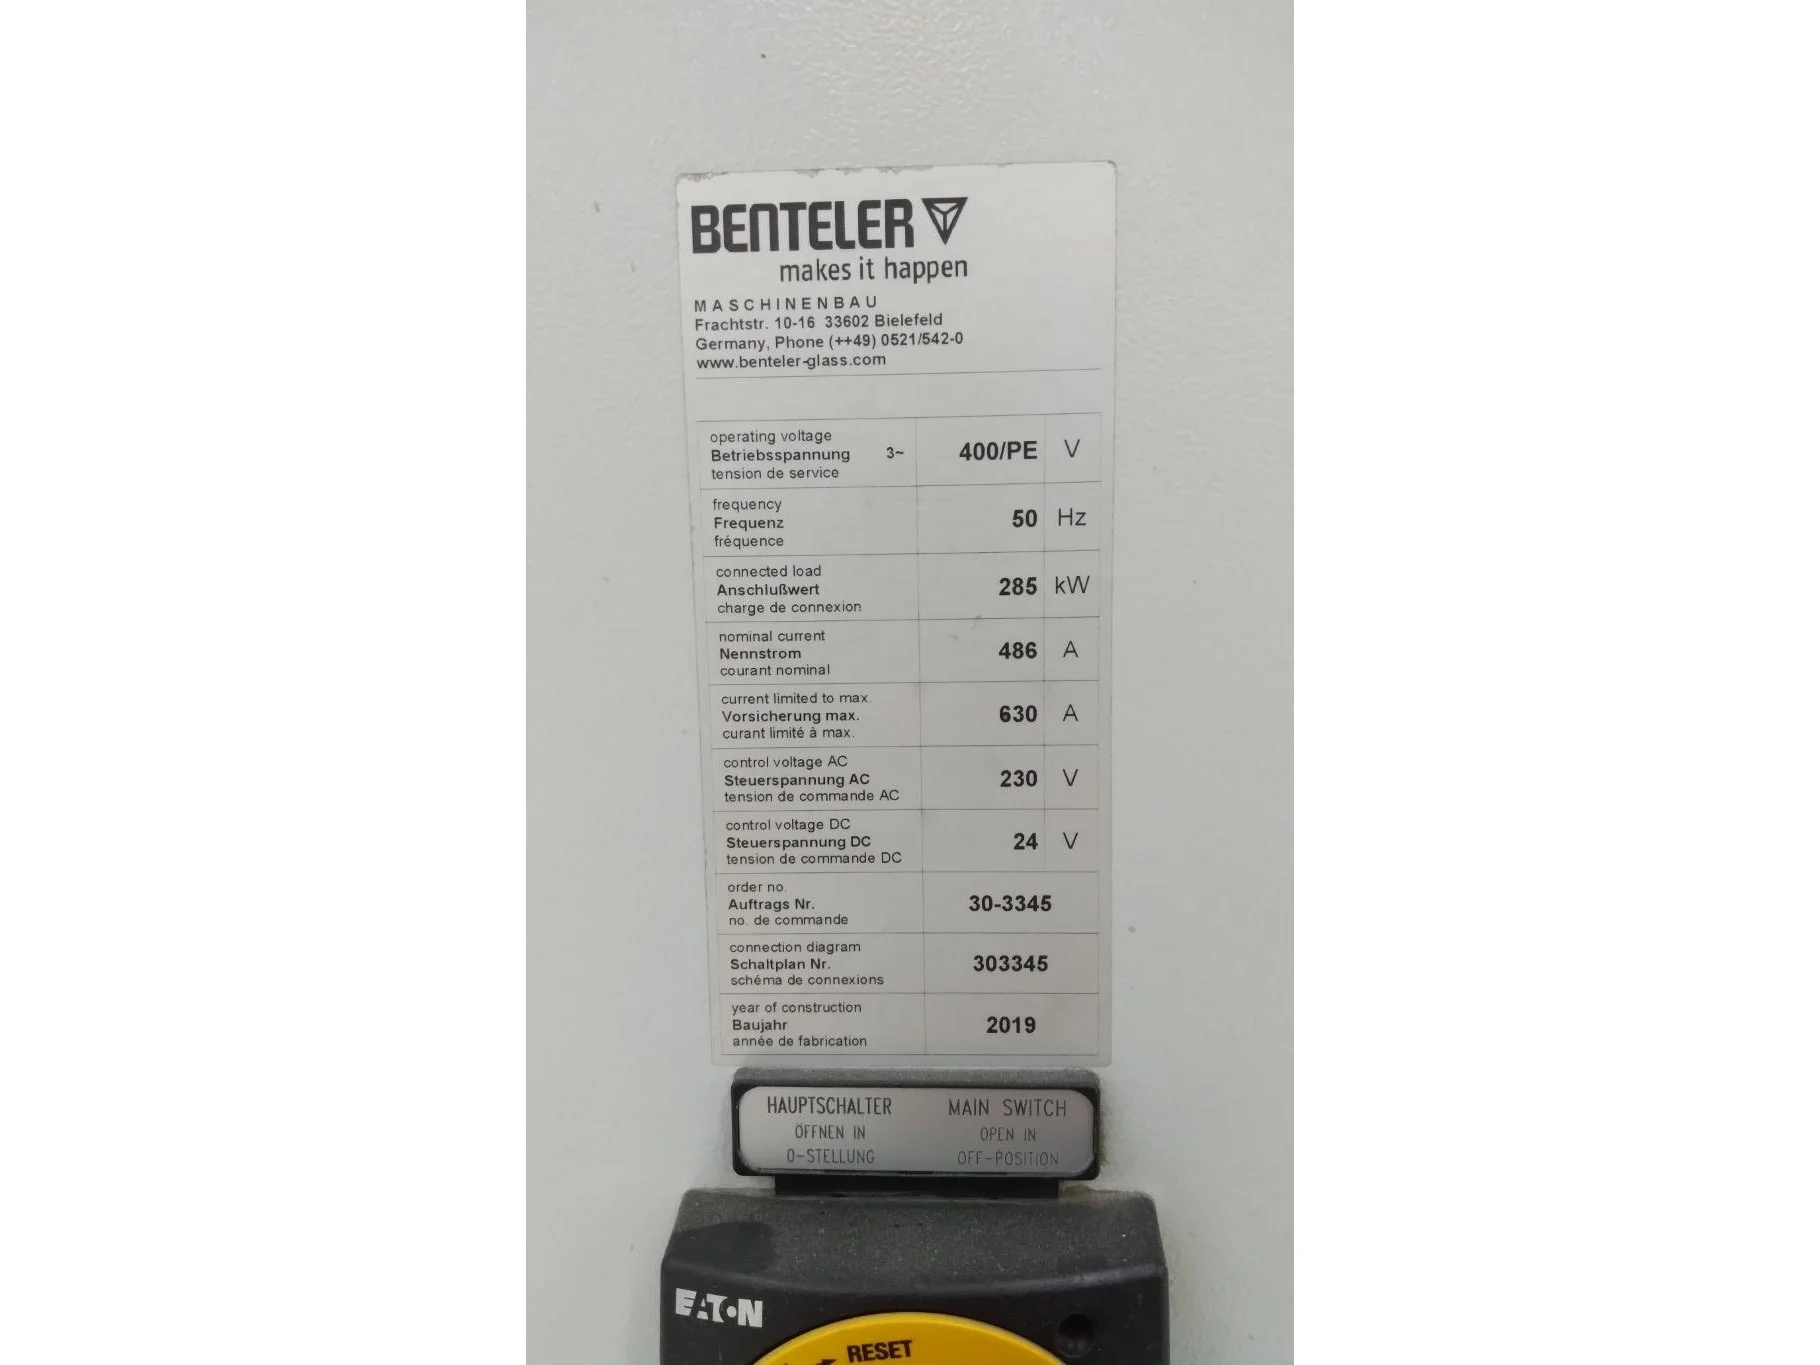 BENTELER
makes it happen
MASCHINENBAU
Frachtstr. 10-16 33602 Bielefeld
Germany, Phone (++49) 0521/542-0
www.benteler-glass.com
operating voltage
Betriebsspannung 3~ 400/PE V
tension de service
frequency
Frequenz 50 Hz
fréquence
connected load
Anschlußwert 285 kW
charge de connexion
nominal current
Nennstrom 486 A
courant nominal
current limited to max.
Vorsicherung max. 630 A
curant limité à max.
control voltage AC
Steuerspannung AC 230 V
tension de commande AC
control voltage DC
Steuerspannung DC 24 V
tension de commande DC
order no.
Auftrags Nr. 30-3345
no. de commande
connection diagram
Schaltplan Nr. 303345
schéma de connexions
year of construction
Baujahr 2019
année de fabrication
HAUPTSCHALTER MAIN SWITCH
ÖFFNEN IN OPEN IN
0-STELLUNG OFF-POSITION
EATON
RESET